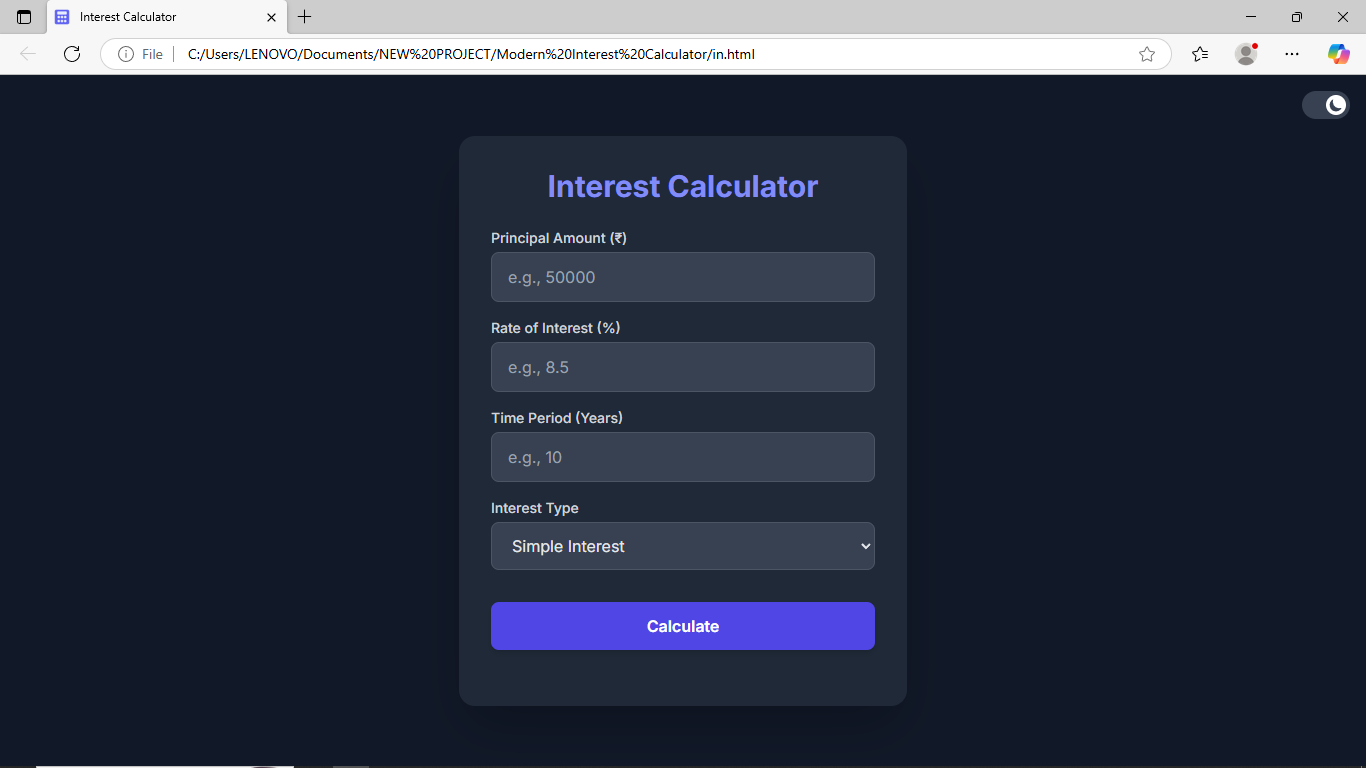 Interest Calculator
File
C:/Users/LENOVO/Documents/NEW%20PROJECT/Modern%20Interest%20Calculator/in.html
Interest Calculator
Principal Amount (₹)
e.g., 50000
Rate of Interest (%)
e.g., 8.5
Time Period (Years)
e.g., 10
Interest Type
Simple Interest
Calculate